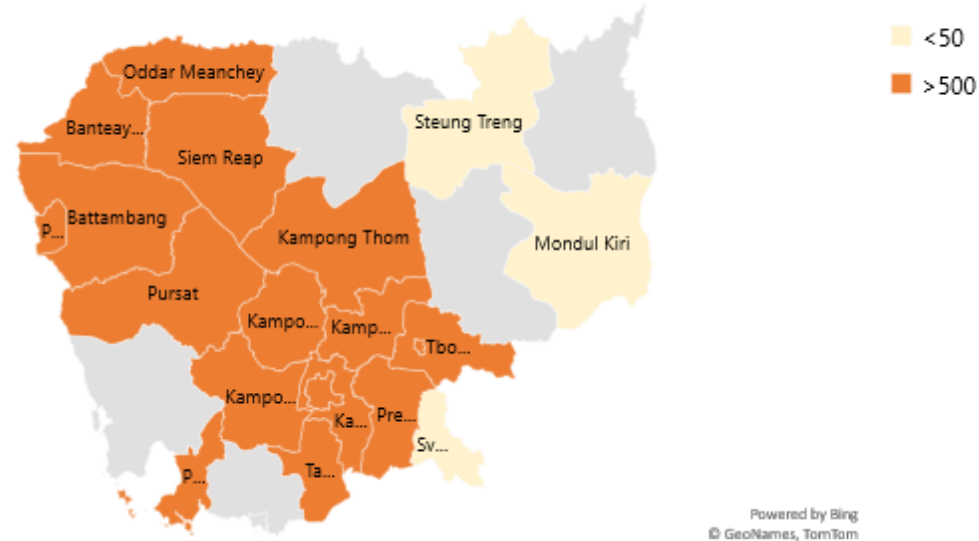 <50
>500
Oddar Meanchey
Steung Treng
Banteay...
Siem Reap
Battambang
P...
Kampong Thom
Mondul Kiri
Pursat
Kampo...
Kamp...
Tbo...
Kampo...
Ka...
Pre...
Sv...
P...
Ta...
Powered by Bing
© GeoNames, TomTom